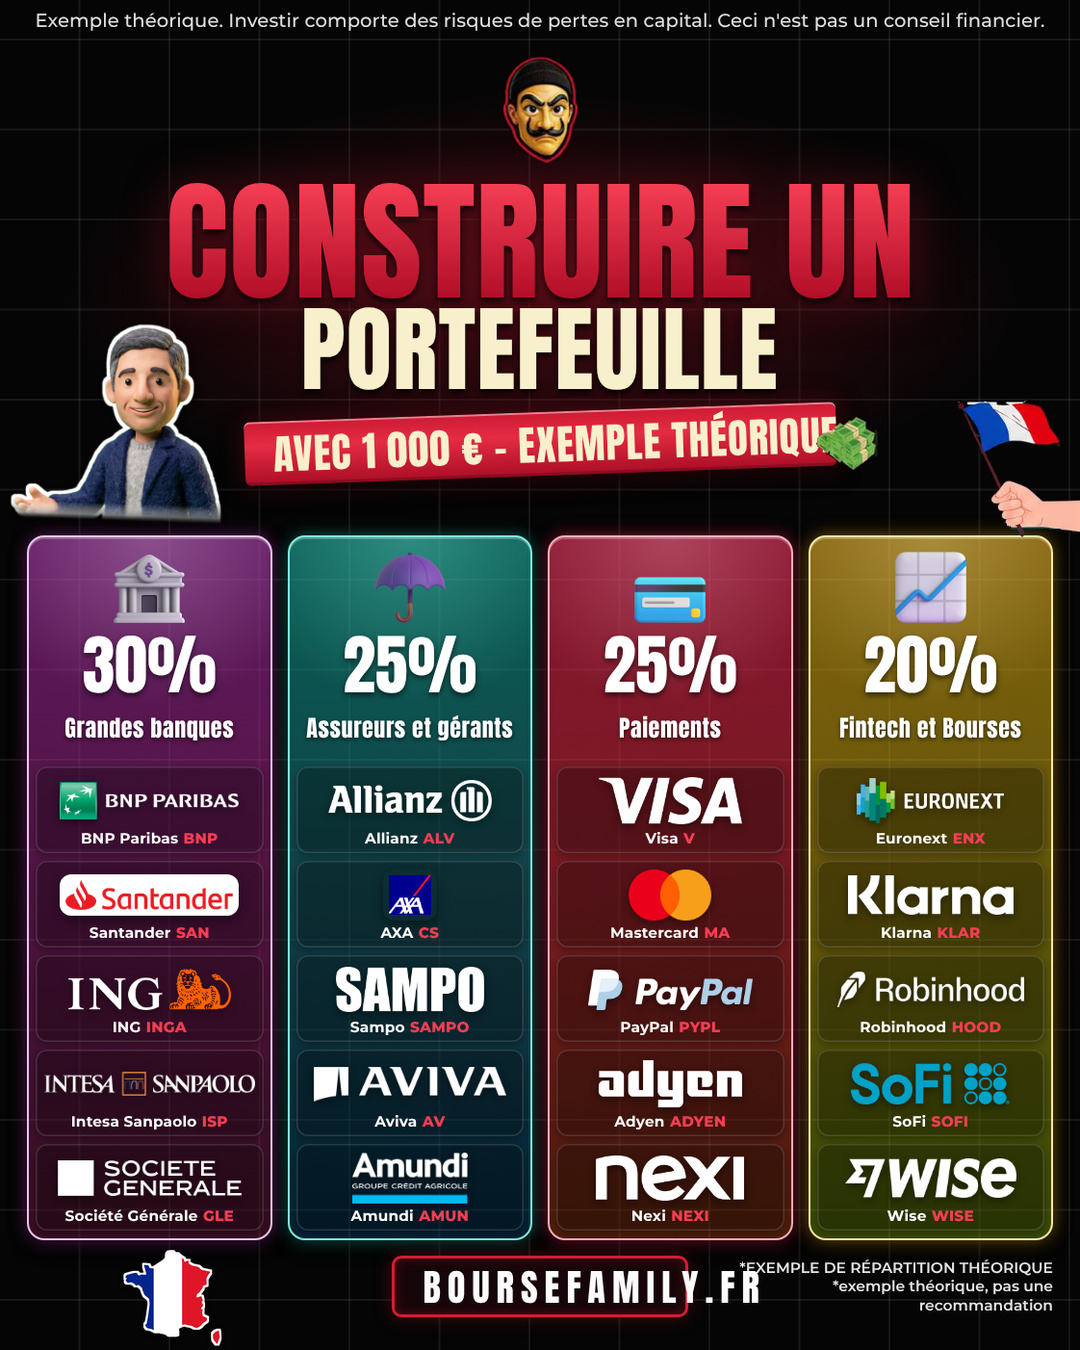 Exemple théorique. Investir comporte des risques de pertes en capital. Ceci n'est pas un conseil financier.
CONSTRUIRE UN
PORTEFEUILLE
AVEC 1 000 € - EXEMPLE THÉORIQUE
30%
Grandes banques
BNP PARIBAS
BNP Paribas BNP
Santander
Santander SAN
ING
ING INGA
INTESA SANPAOLO
Intesa Sanpaolo ISP
SOCIETE
GENERALE
Société Générale GLE
25%
Assureurs et gérants
Allianz
Allianz ALV
AXA
AXA CS
SAMPO
Sampo SAMPO
AVIVA
Aviva AV
Amundi
GROUPE CRÉDIT AGRICOLE
Amundi AMUN
25%
Paiements
VISA
Visa V
Mastercard MA
PayPal
PayPal PYPL
adyen
Adyen ADYEN
nexi
Nexi NEXI
20%
Fintech et Bourses
EURONEXT
Euronext ENX
Klarna
Klarna KLAR
Robinhood
Robinhood HOOD
SoFi
SoFi SOFI
WISE
Wise WISE
BOURSEFAMILY.FR
*EXEMPLE DE RÉPARTITION THÉORIQUE
*exemple théorique, pas une
recommandation